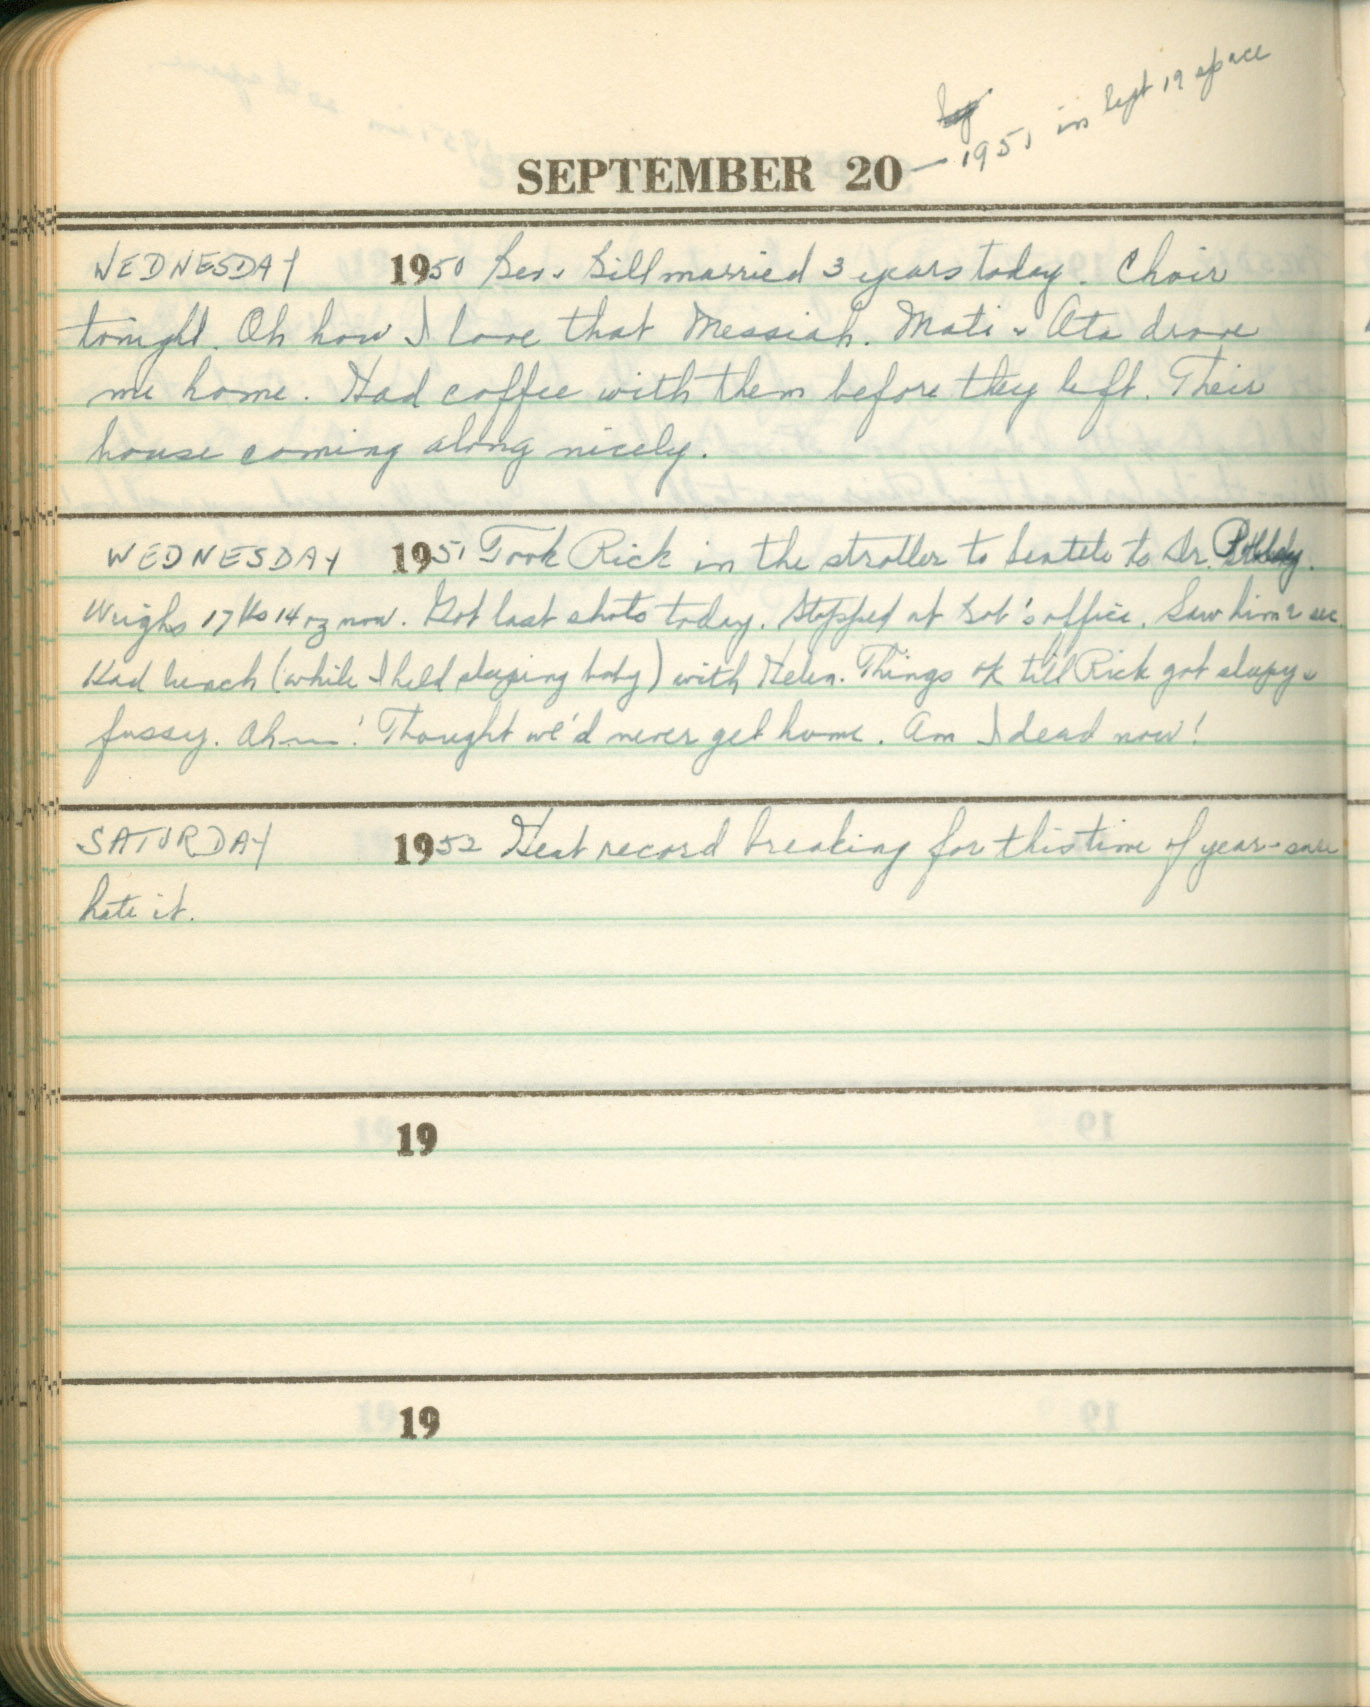 1951 in Sept 19 space
SEPTEMBER 20 —
WEDNESDAY 1950 Bev & Bill married 3 years today. Choir
tonight. Oh how I love that Messiah. Mati & Ata drove
me home. Had coffee with them before they left. Their
house coming along nicely.
WEDNESDAY 1951 Took Rick in the stroller to Seattle to Dr.
Weighs 17 lbs 14 oz now. Got last shots today. Stopped at Bob's office. Saw him 2 sec.
Had lunch (while I held sleeping baby) with Helen. Things ok till Rick got sleepy &
fussy. Ah——! Thought we'd never get home. Am I dead now!
SATURDAY 1952 Heat record breaking for this time of year - sure
hate it.
19
19